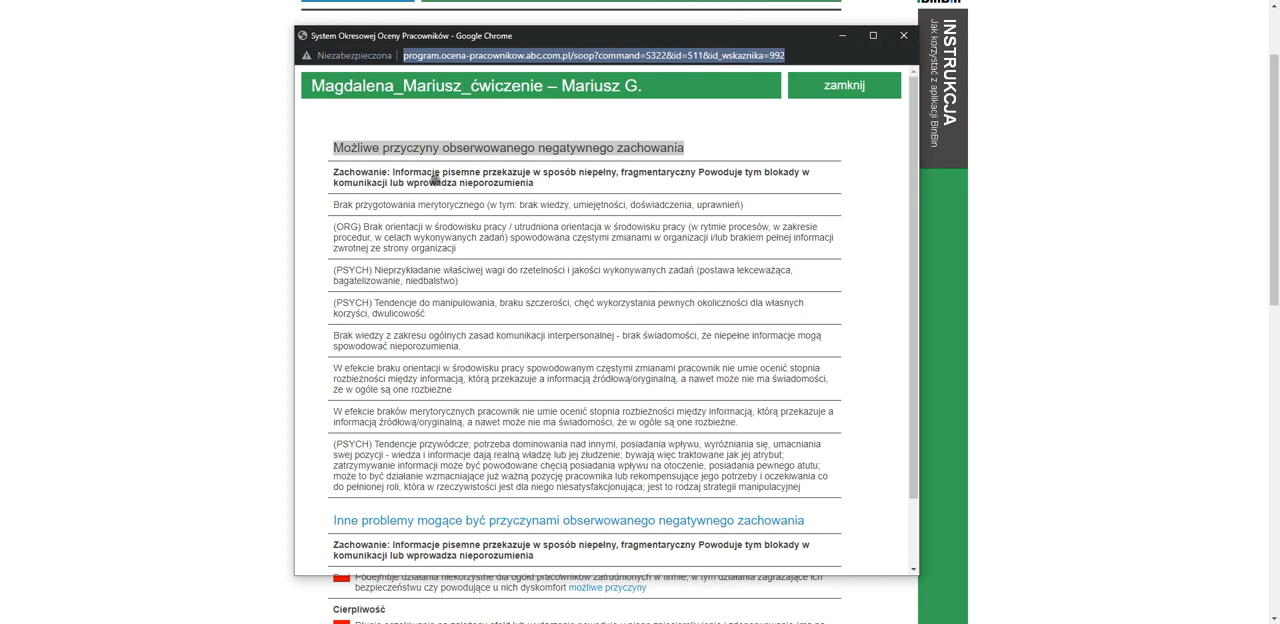 System Okresowej Oceny Pracowników - Google Chrome
Niezabezpieczona
program.ocena-pracownikow.abc.com.pl/soop?command=S322&id=511&id_wskaznika=992
Magdalena_Mariusz_ćwiczenie – Mariusz G.
zamknij
Możliwe przyczyny obserwowanego negatywnego zachowania
Zachowanie: Informacje pisemne przekazuje w sposób niepełny, fragmentaryczny Powoduje tym blokady w
komunikacji lub wprowadza nieporozumienia
Brak przygotowania merytorycznego (w tym: brak wiedzy, umiejętności, doświadczenia, uprawnień)
(ORG) Brak orientacji w środowisku pracy / utrudniona orientacja w środowisku pracy (w rytmie procesów, w zakresie
procedur, w celach wykonywanych zadań) spowodowana częstymi zmianami w organizacji i/lub brakiem pełnej informacji
zwrotnej ze strony organizacji
(PSYCH) Nieprzykładanie właściwej wagi do rzetelności i jakości wykonywanych zadań (postawa lekceważąca,
bagatelizowanie, niedbalstwo)
(PSYCH) Tendencje do manipulowania, braku szczerości, chęć wykorzystania pewnych okoliczności dla własnych
korzyści, dwulicowość
Brak wiedzy z zakresu ogólnych zasad komunikacji interpersonalnej - brak świadomości, że niepełne informacje mogą
spowodować nieporozumienia.
W efekcie braku orientacji w środowisku pracy spowodowanym częstymi zmianami pracownik nie umie ocenić stopnia
rozbieżności między informacją, którą przekazuje a informacją źródłową/oryginalną, a nawet może nie ma świadomości,
że w ogóle są one rozbieżne
W efekcie braków merytorycznych pracownik nie umie ocenić stopnia rozbieżności między informacją, którą przekazuje a
informacją źródłową/oryginalną, a nawet może nie ma świadomości, że w ogóle są one rozbieżne.
(PSYCH) Tendencje przywódcze; potrzeba dominowania nad innymi, posiadania wpływu, wyróżniania się, umacniania
swej pozycji - wiedza i informacje dają realną władzę lub jej złudzenie; bywają więc traktowane jak jej atrybut;
zatrzymywanie informacji może być powodowane chęcią posiadania wpływu na otoczenie, posiadania pewnego atutu;
może to być działanie wzmacniające już ważną pozycję pracownika lub rekompensujące jego potrzeby i oczekiwania co
do pełnionej roli, która w rzeczywistości jest dla niego niesatysfakcjonująca; jest to rodzaj strategii manipulacyjnej
Inne problemy mogące być przyczynami obserwowanego negatywnego zachowania
Zachowanie: Informacje pisemne przekazuje w sposób niepełny, fragmentaryczny Powoduje tym blokady w
komunikacji lub wprowadza nieporozumienia
Podejmuje działania niekorzystne dla ogółu pracowników zatrudnionych w firmie, w tym działania zagrażające ich
bezpieczeństwu czy powodujące u nich dyskomfort możliwe przyczyny
Cierpliwość
INSTRUKCJA
Jak korzystać z aplikacji BinBin